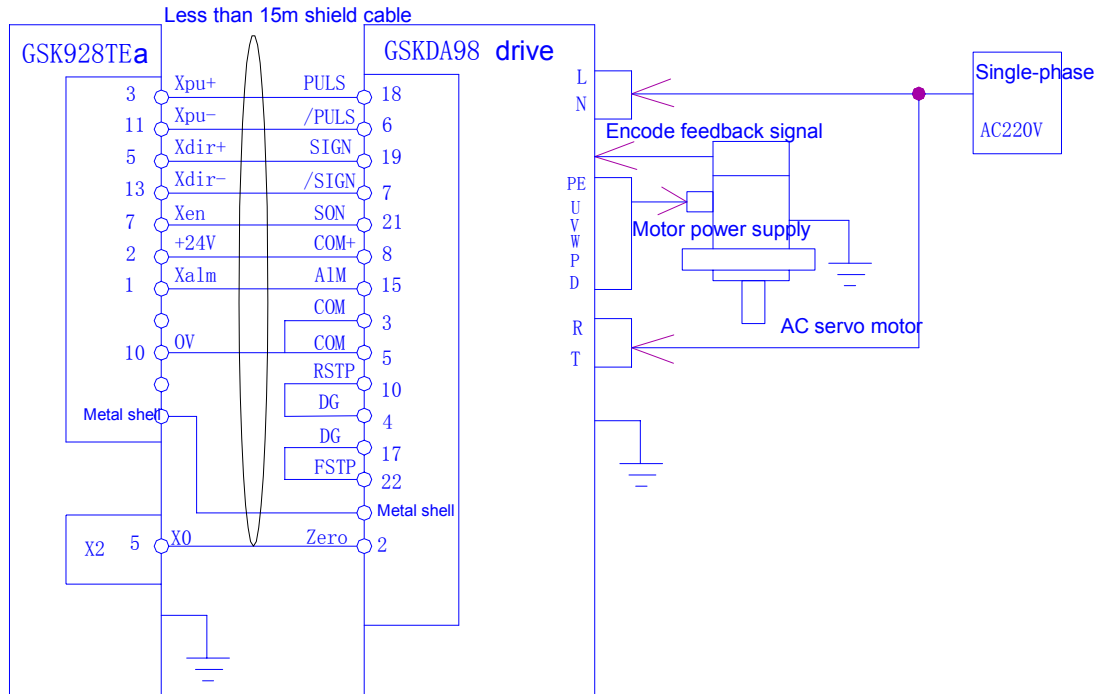 Less than 15m shield cable
GSK928TEa
GSKDA98 drive
3 Xpu+ PULS 18
11 Xpu- /PULS 6
5 Xdir+ SIGN 19
13 Xdir- /SIGN 7
7 Xen SON 21
2 +24V COM+ 8
1 Xalm AlM 15
COM 3
10 0V COM 5
RSTP 10
DG 4
DG 17
FSTP 22
Metal shell
Metal shell
X2 5 X0 Zero 2
L
N
Single-phase
AC220V
Encode feedback signal
PE
U
V
W
P
D
Motor power supply
R
T
AC servo motor